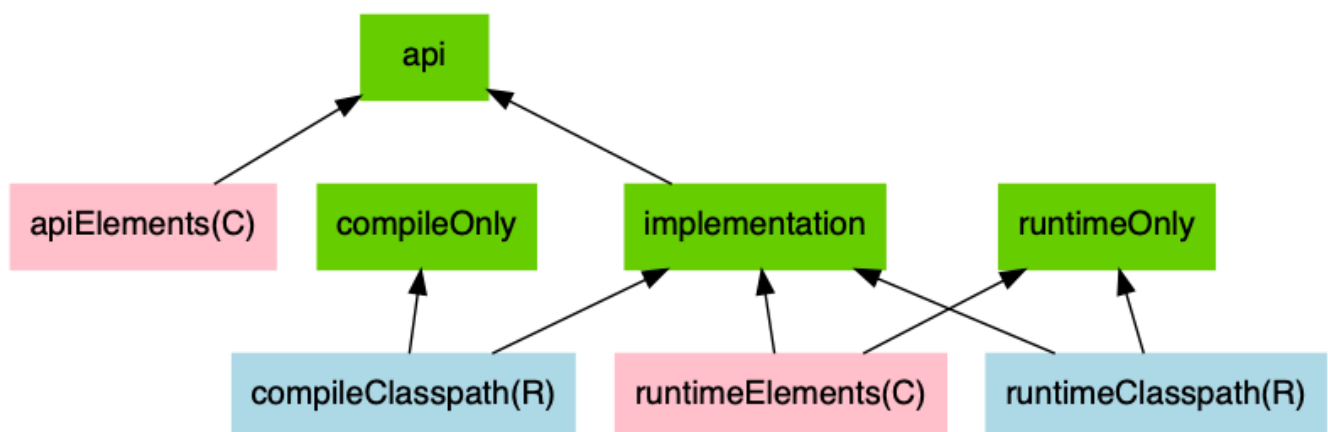 api
apiElements(C)
compileOnly
implementation
runtimeOnly
compileClasspath(R)
runtimeElements(C)
runtimeClasspath(R)